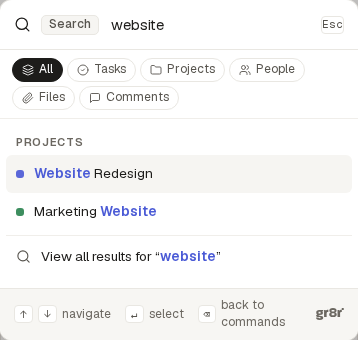 Search website Esc
All Tasks Projects People
Files Comments
PROJECTS
Website Redesign
Marketing Website
View all results for “website”
↑ ↓ navigate ↵ select ⌫ back to commands gr8r